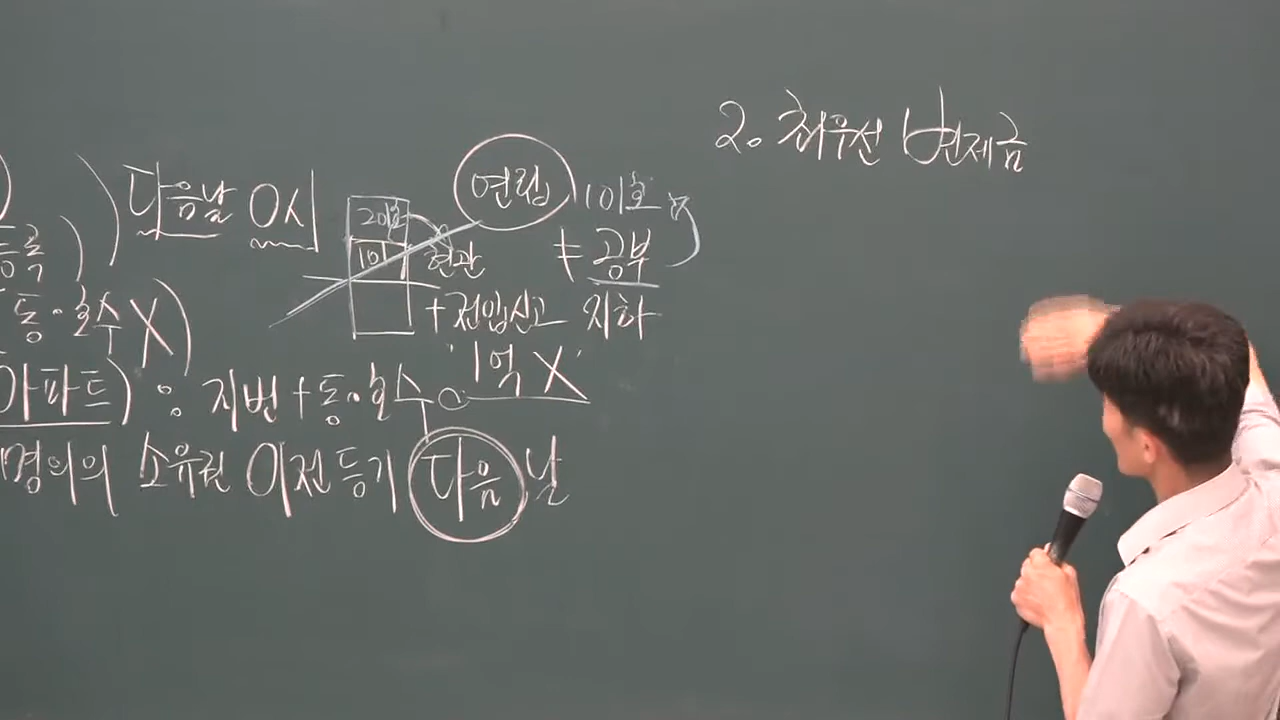 다음날 0시
연립 101호
201호
101 현관 ≠ 공부
등록)
동·호수 X)
+ 전입신고 지하
1억 X
아파트) : 지번 + 동·호수
명의의 소유권 이전등기 다음 날
2. 최우선 변제금